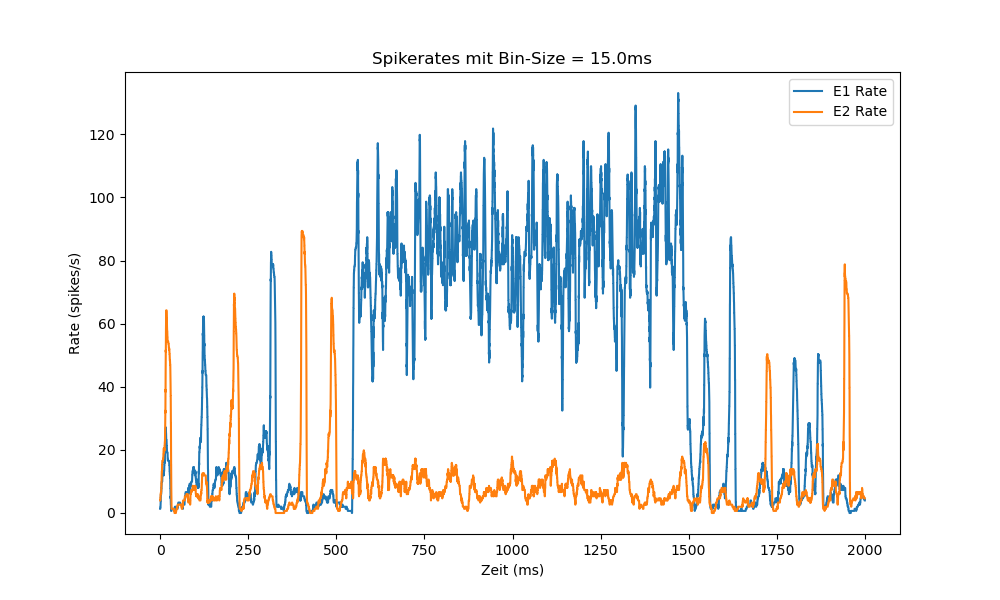 Spikerates mit Bin-Size = 15.0ms
E1 Rate
E2 Rate
Rate (spikes/s)
120
100
80
60
40
20
0
0 250 500 750 1000 1250 1500 1750 2000
Zeit (ms)